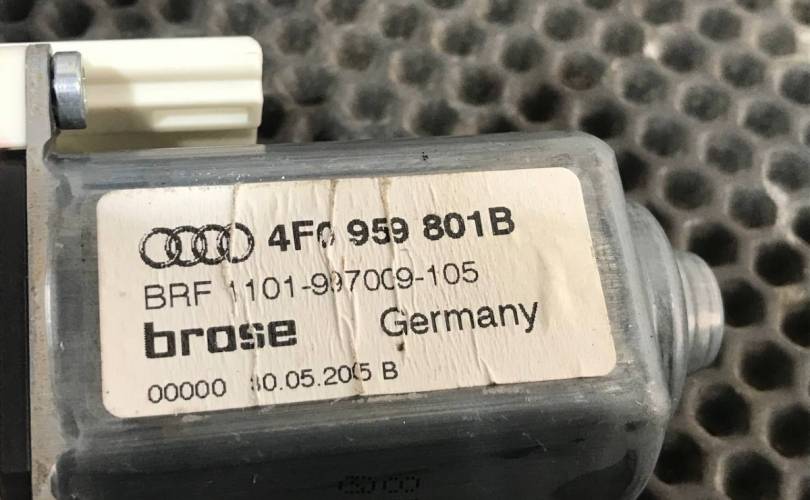 4F0 959 801B
BRF 1101-997009-105
brose Germany
00000 30.05.2005 B